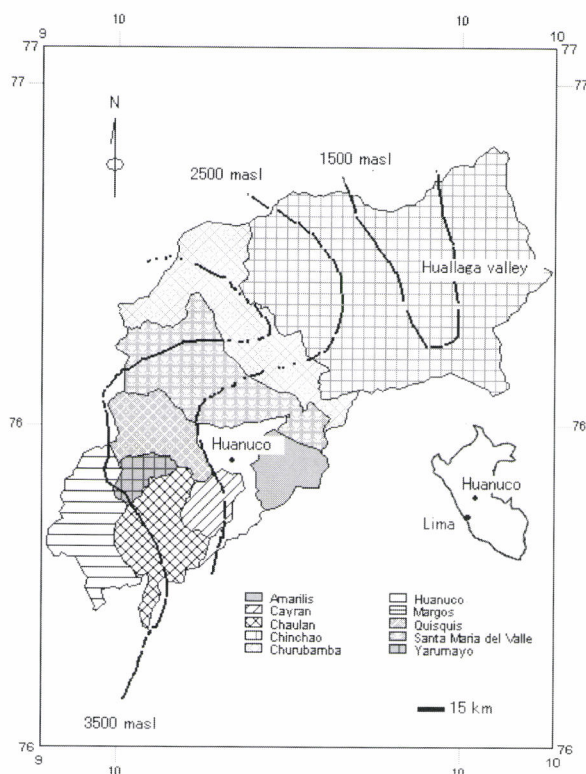 9 10 10 10
77 77
77 77
N
1500 masl
2500 masl
Huallaga valley
76 76
Huanuco
Huanuco
Lima
Amarilis
Cayran
Chaulan
Chinchao
Churubamba
Huanuco
Margos
Quisquis
Santa Maria del Valle
Yarumayo
15 km
3500 masl
76 76
9 10 10 10